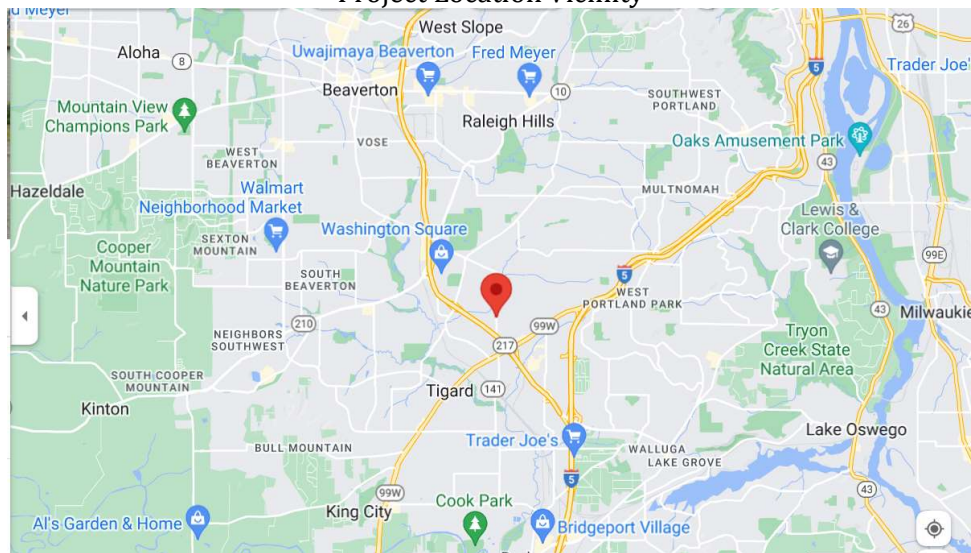 Project Location Vicinity
West Slope
26
Aloha
8
Uwajimaya Beaverton
Fred Meyer
5
Trader Joe's
Beaverton
10
Mountain View
Champions Park
SOUTHWEST
PORTLAND
Raleigh Hills
VOSE
Oaks Amusement Park
WEST
BEAVERTON
43
Hazeldale
Walmart
Neighborhood Market
MULTNOMAH
Lewis &
Clark College
Washington Square
SEXTON
MOUNTAIN
Cooper
Mountain
Nature Park
99E
SOUTH
BEAVERTON
5
WEST
PORTLAND PARK
43
Milwaukie
210
99W
NEIGHBORS
SOUTHWEST
217
Tryon
Creek State
Natural Area
SOUTH COOPER
MOUNTAIN
Tigard
141
Kinton
Lake Oswego
BULL MOUNTAIN
Trader Joe's
WALLUGA
LAKE GROVE
5
43
99W
King City
Cook Park
Al's Garden & Home
Bridgeport Village